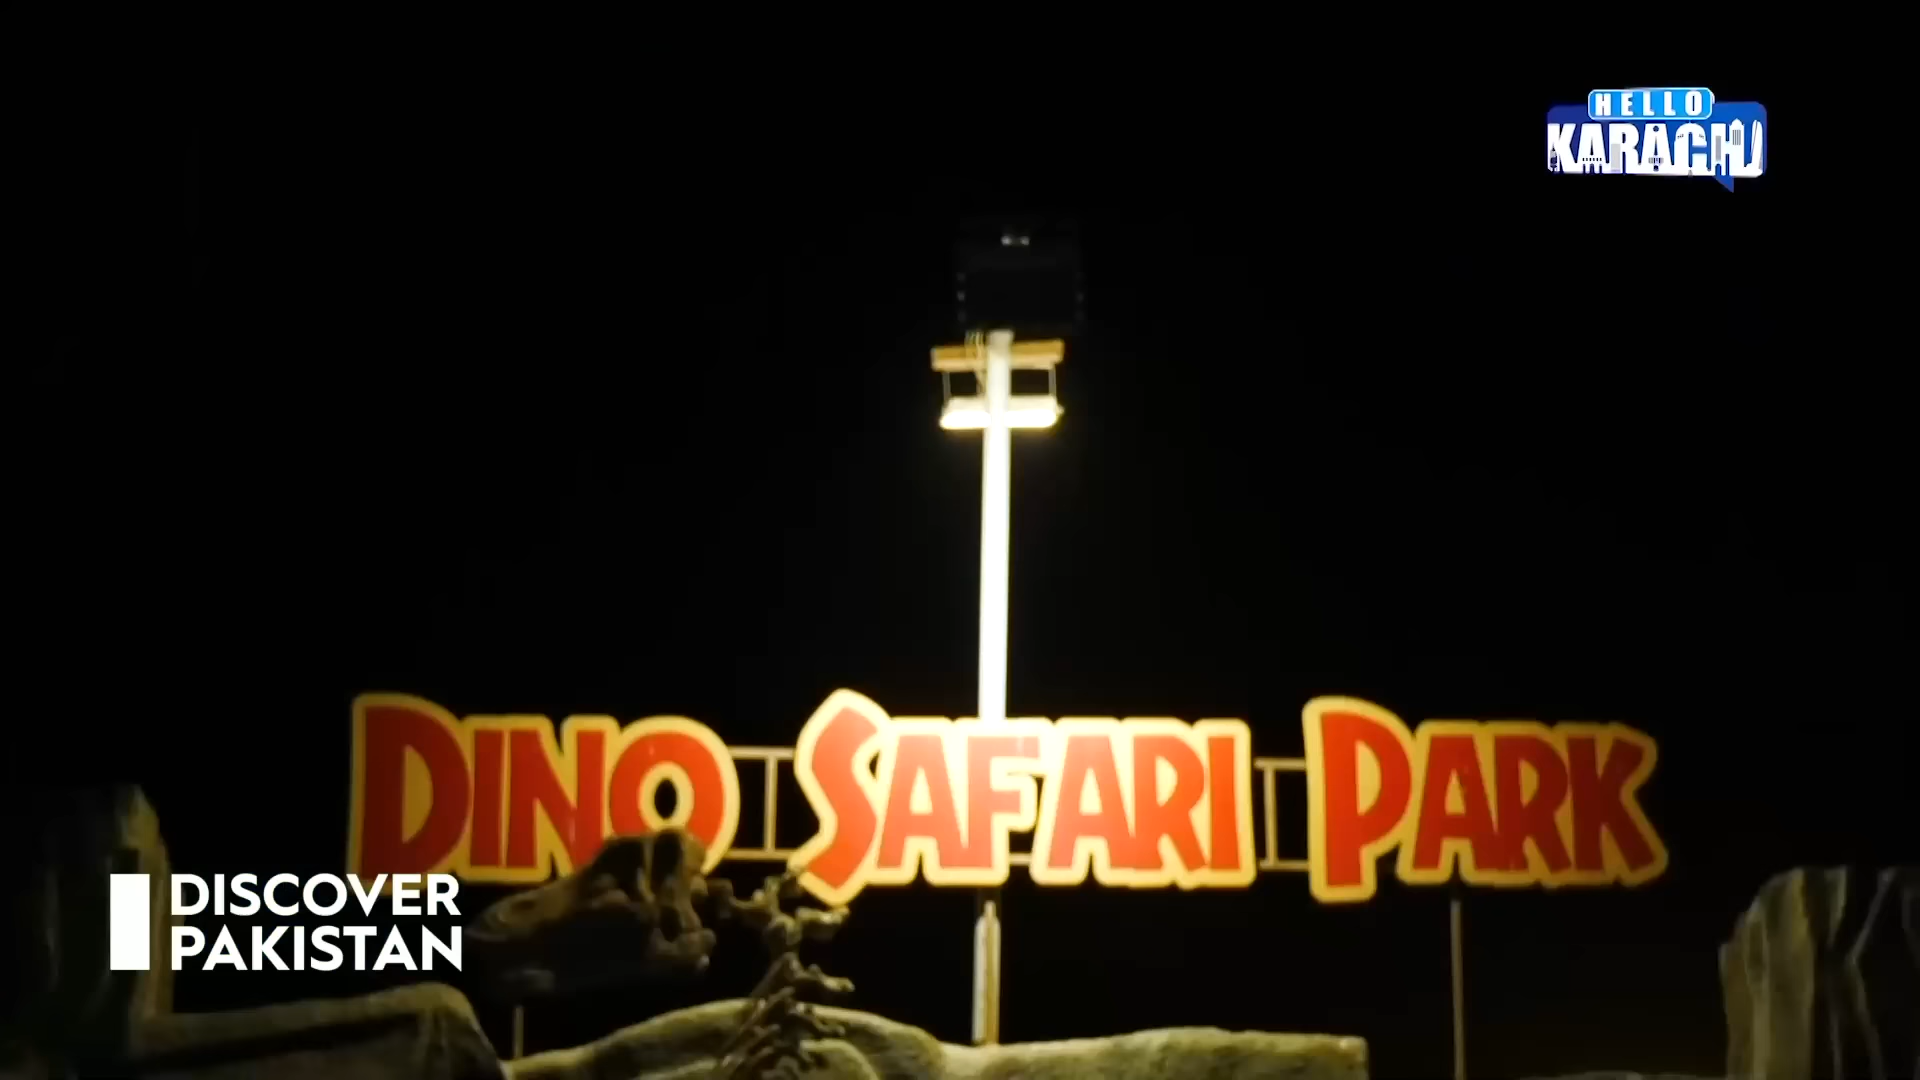 HELLO
KARACHI
DINO SAFARI PARK
DISCOVER
PAKISTAN